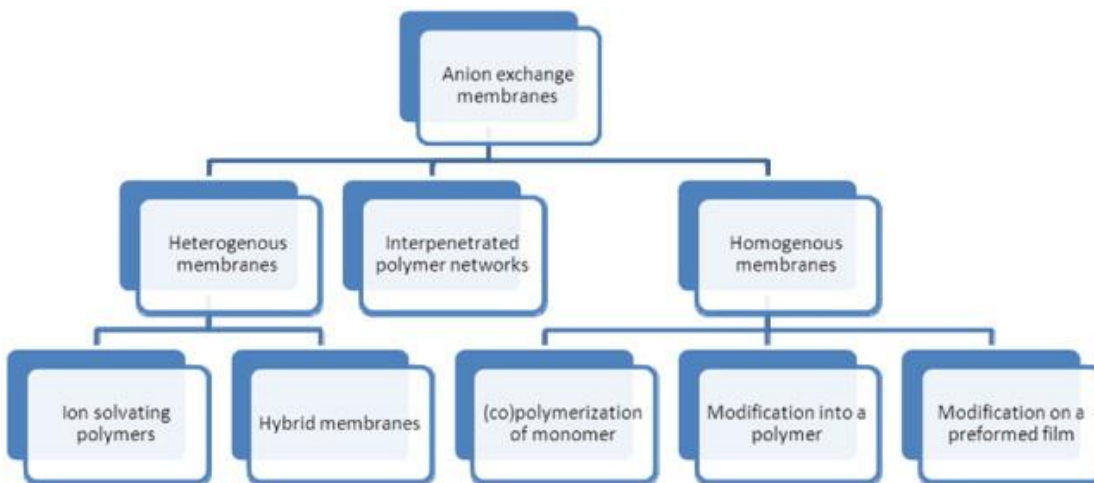 Anion exchange
membranes
Heterogenous
membranes
Interpenetrated
polymer networks
Homogenous
membranes
Ion solvating
polymers
Hybrid membranes
(co)polymerization
of monomer
Modification into a
polymer
Modification on a
preformed film